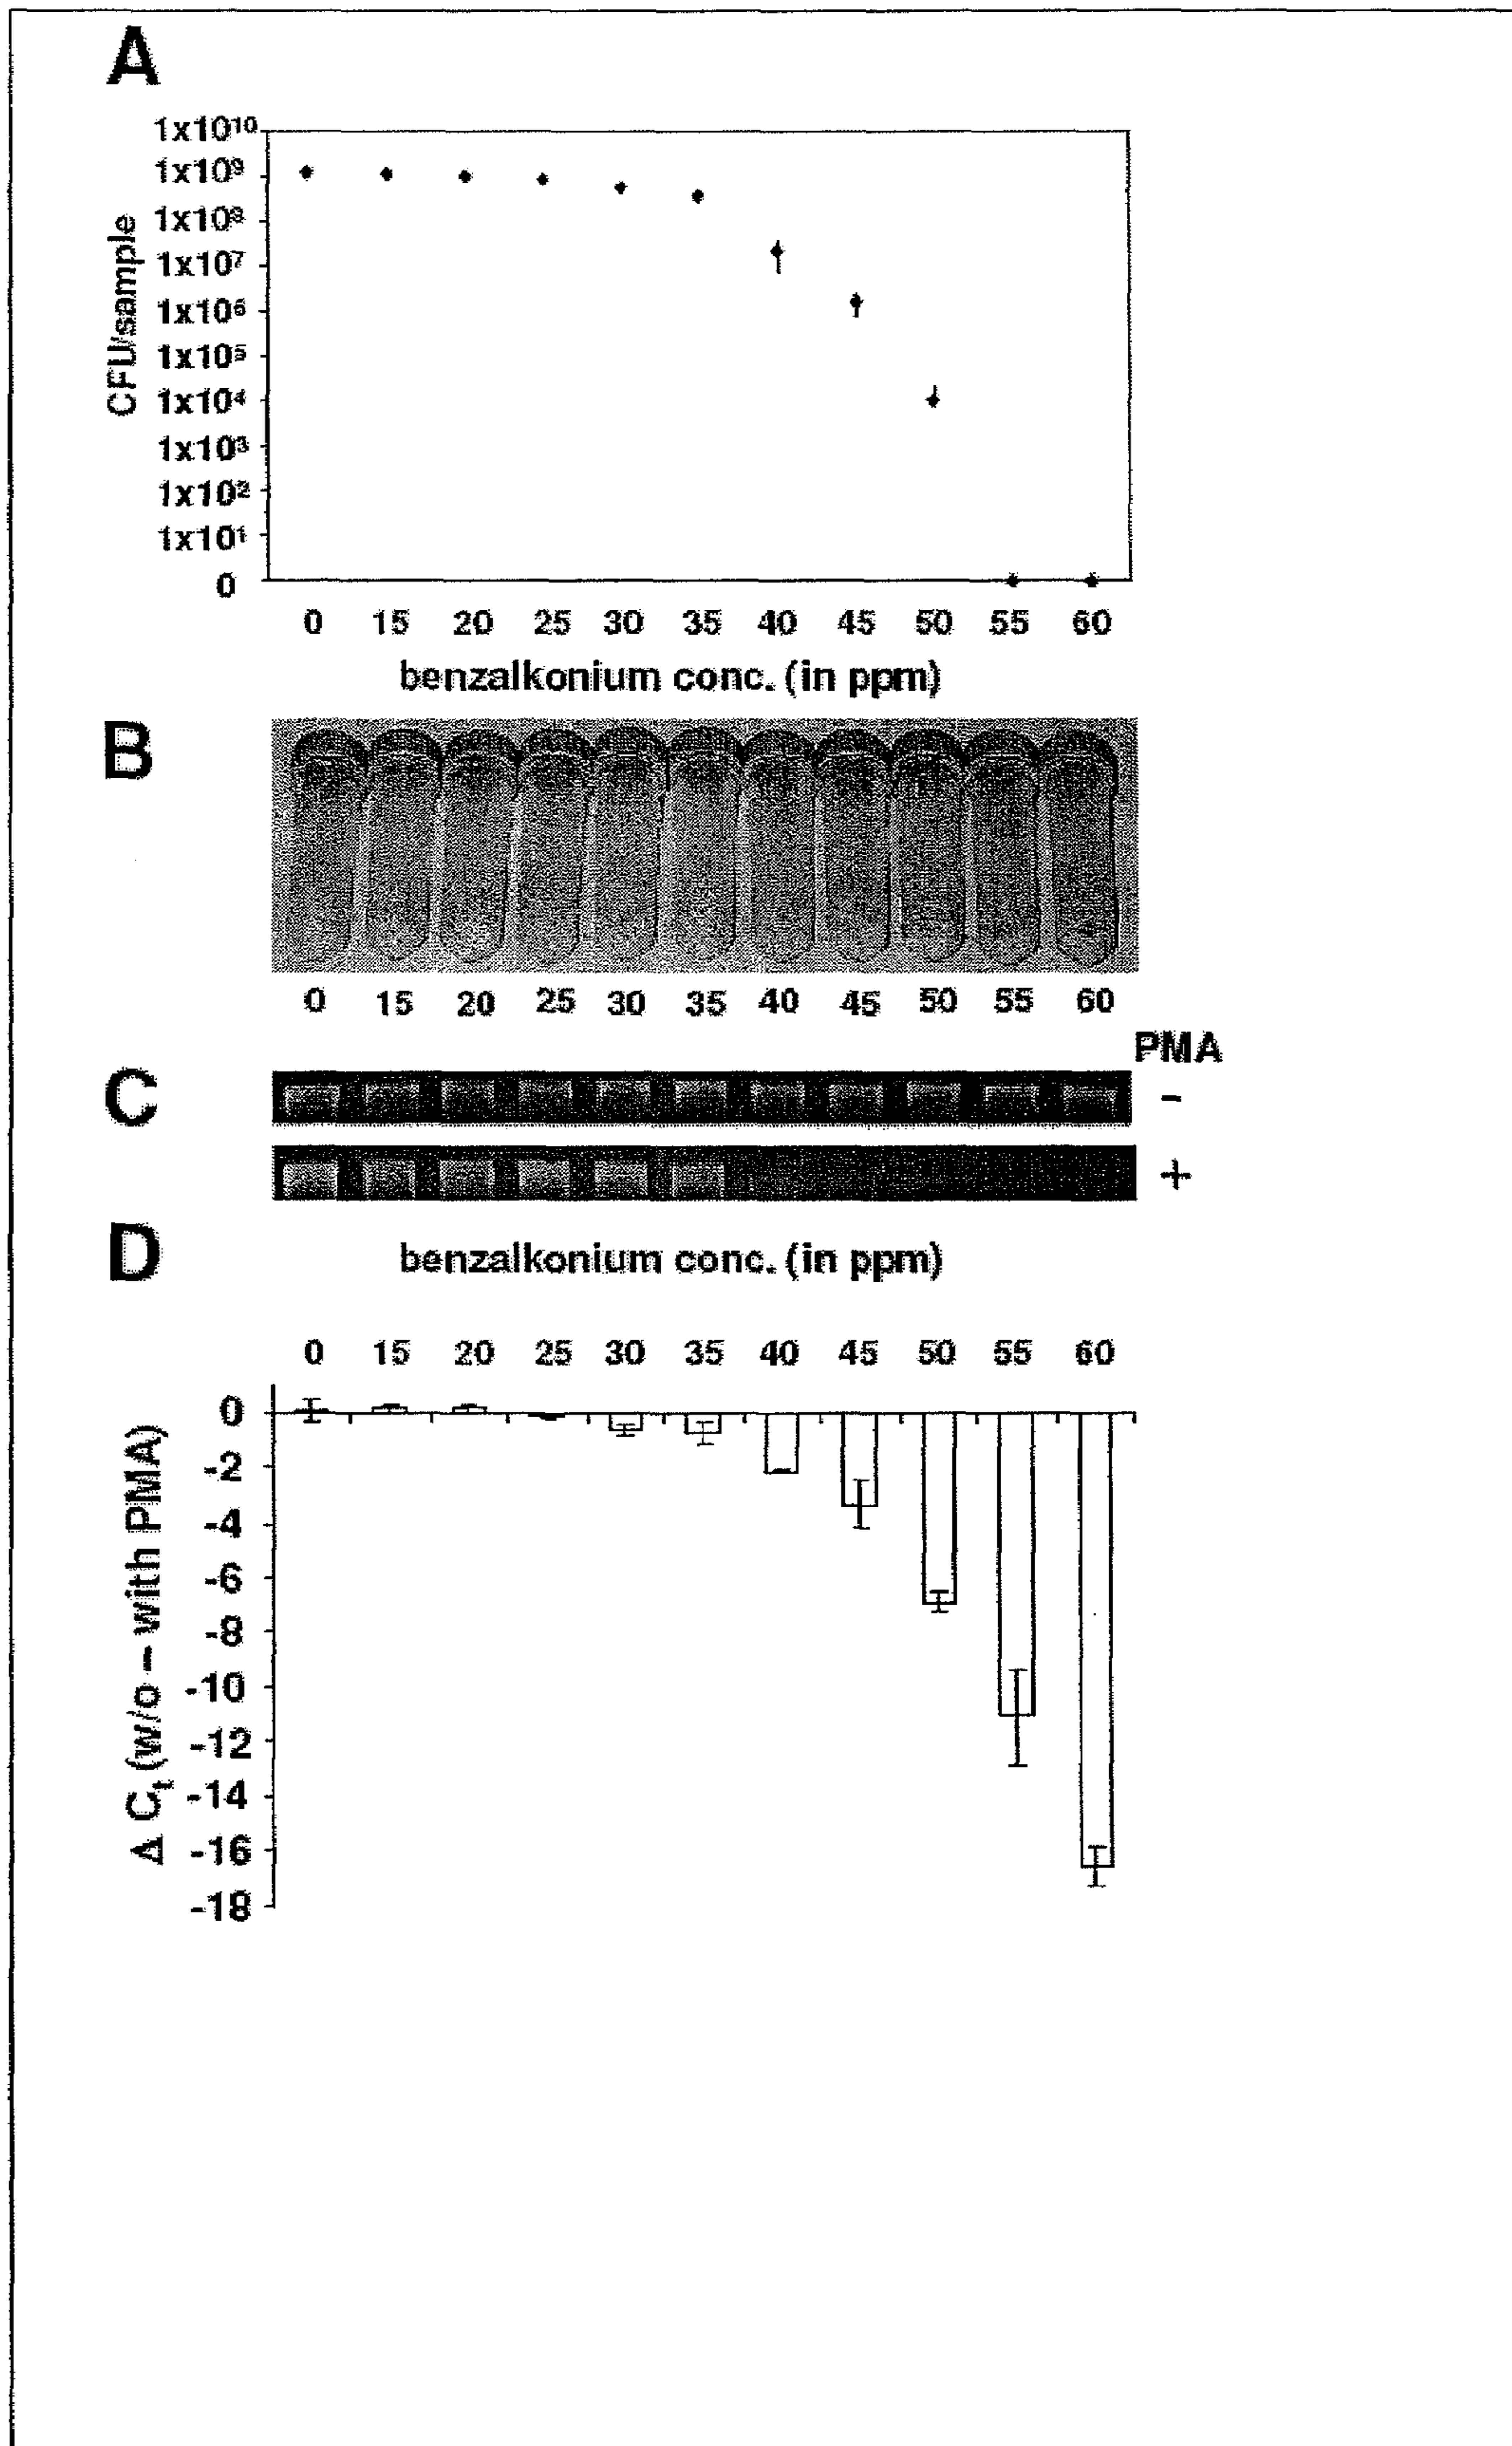 A
1x10¹⁰
1x10⁹
1x10⁸
1x10⁷
1x10⁶
1x10⁵
1x10⁴
1x10³
1x10²
1x10¹
0
CFU/sample
0 15 20 25 30 35 40 45 50 55 60
benzalkonium conc. (in ppm)
B
0 15 20 25 30 35 40 45 50 55 60
PMA
C
-
+
D
benzalkonium conc. (in ppm)
0 15 20 25 30 35 40 45 50 55 60
0
-2
-4
-6
-8
-10
-12
-14
-16
-18
Δ Cₜ (w/o – with PMA)